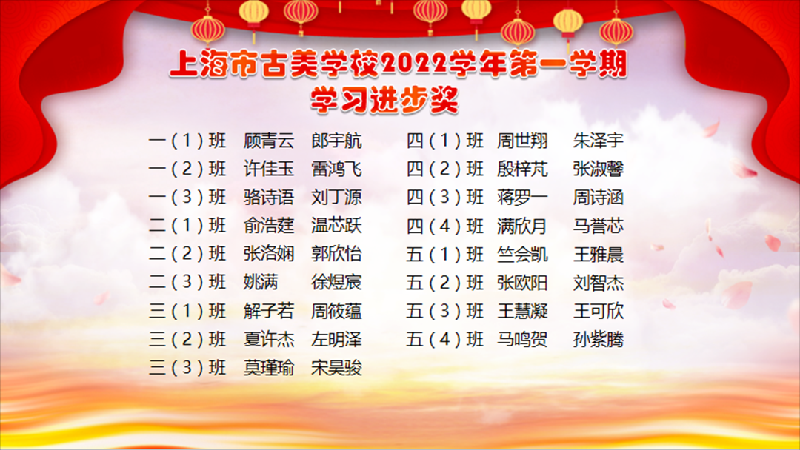 上海市古美学校2022学年第一学期
学习进步奖
一（1）班 顾青云 郎宇航
一（2）班 许佳玉 雷鸿飞
一（3）班 骆诗语 刘丁源
二（1）班 俞浩莛 温芯跃
二（2）班 张洛娴 郭欣怡
二（3）班 姚满 徐煜宸
三（1）班 解子若 周筱蕴
三（2）班 夏许杰 左明泽
三（3）班 莫瑾瑜 宋昊骏
四（1）班 周世翔 朱泽宇
四（2）班 殷梓芃 张淑馨
四（3）班 蒋罗一 周诗涵
四（4）班 满欣月 马誉芯
五（1）班 竺会凯 王雅晨
五（2）班 张欧阳 刘智杰
五（3）班 王慧凝 王可欣
五（4）班 马鸣贺 孙紫腾